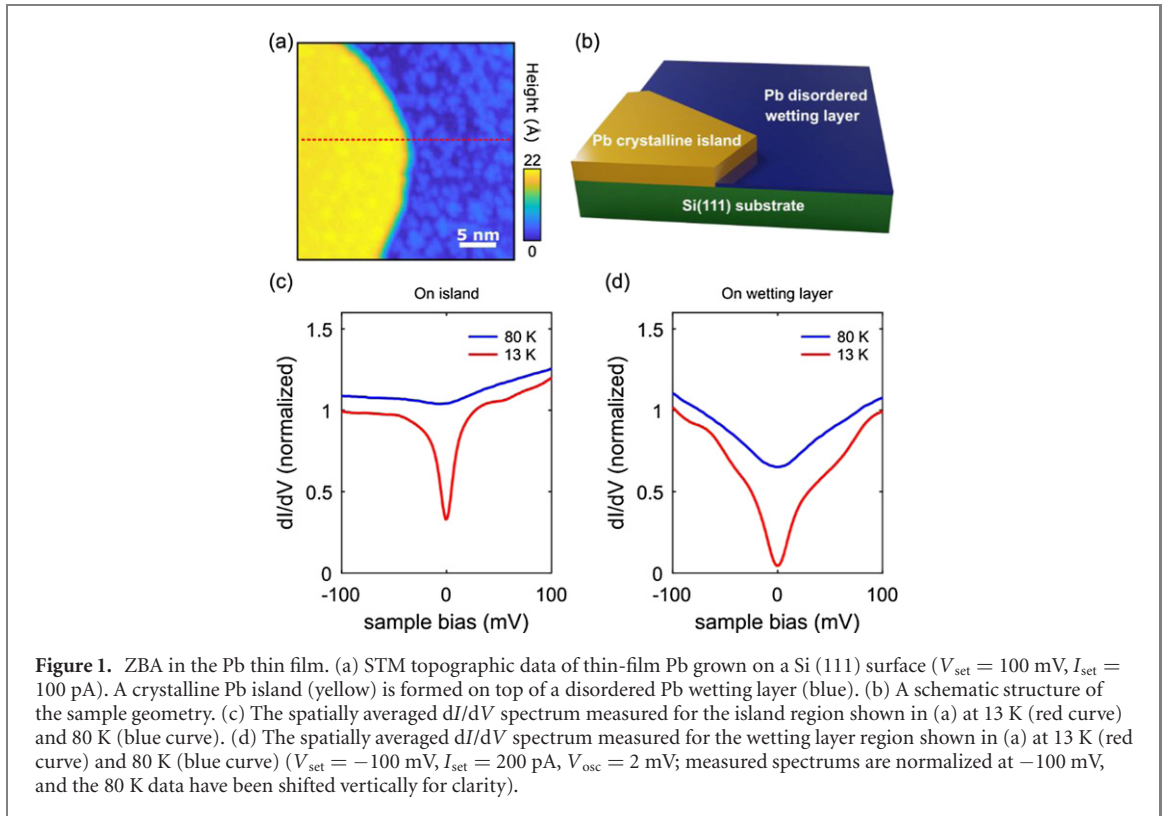 (a)
Height (Å)
22
0
5 nm
(b)
Pb disordered
wetting layer
Pb crystalline island
Si(111) substrate
(c)
On island
dI/dV (normalized)
1.5
1
0.5
0
80 K
13 K
-100
0
100
sample bias (mV)
(d)
On wetting layer
dI/dV (normalized)
1.5
1
0.5
0
80 K
13 K
-100
0
100
sample bias (mV)
Figure 1. ZBA in the Pb thin film. (a) STM topographic data of thin-film Pb grown on a Si (111) surface (Vset = 100 mV, Iset =
100 pA). A crystalline Pb island (yellow) is formed on top of a disordered Pb wetting layer (blue). (b) A schematic structure of
the sample geometry. (c) The spatially averaged dI/dV spectrum measured for the island region shown in (a) at 13 K (red curve)
and 80 K (blue curve). (d) The spatially averaged dI/dV spectrum measured for the wetting layer region shown in (a) at 13 K (red
curve) and 80 K (blue curve) (Vset = −100 mV, Iset = 200 pA, Vosc = 2 mV; measured spectrums are normalized at −100 mV,
and the 80 K data have been shifted vertically for clarity).